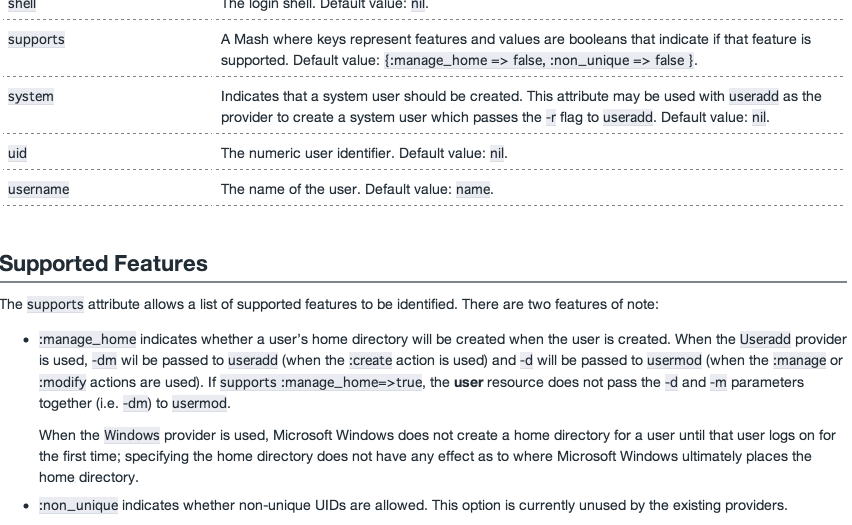 shell The login shell. Default value: nil.
supports A Mash where keys represent features and values are booleans that indicate if that feature is
supported. Default value: {:manage_home => false, :non_unique => false }.
system Indicates that a system user should be created. This attribute may be used with useradd as the
provider to create a system user which passes the -r flag to useradd. Default value: nil.
uid The numeric user identifier. Default value: nil.
username The name of the user. Default value: name.
Supported Features
The supports attribute allows a list of supported features to be identified. There are two features of note:
• :manage_home indicates whether a user's home directory will be created when the user is created. When the Useradd provider
is used, -dm wil be passed to useradd (when the :create action is used) and -d will be passed to usermod (when the :manage or
:modify actions are used). If supports :manage_home=>true, the user resource does not pass the -d and -m parameters
together (i.e. -dm) to usermod.
When the Windows provider is used, Microsoft Windows does not create a home directory for a user until that user logs on for
the first time; specifying the home directory does not have any effect as to where Microsoft Windows ultimately places the
home directory.
• :non_unique indicates whether non-unique UIDs are allowed. This option is currently unused by the existing providers.